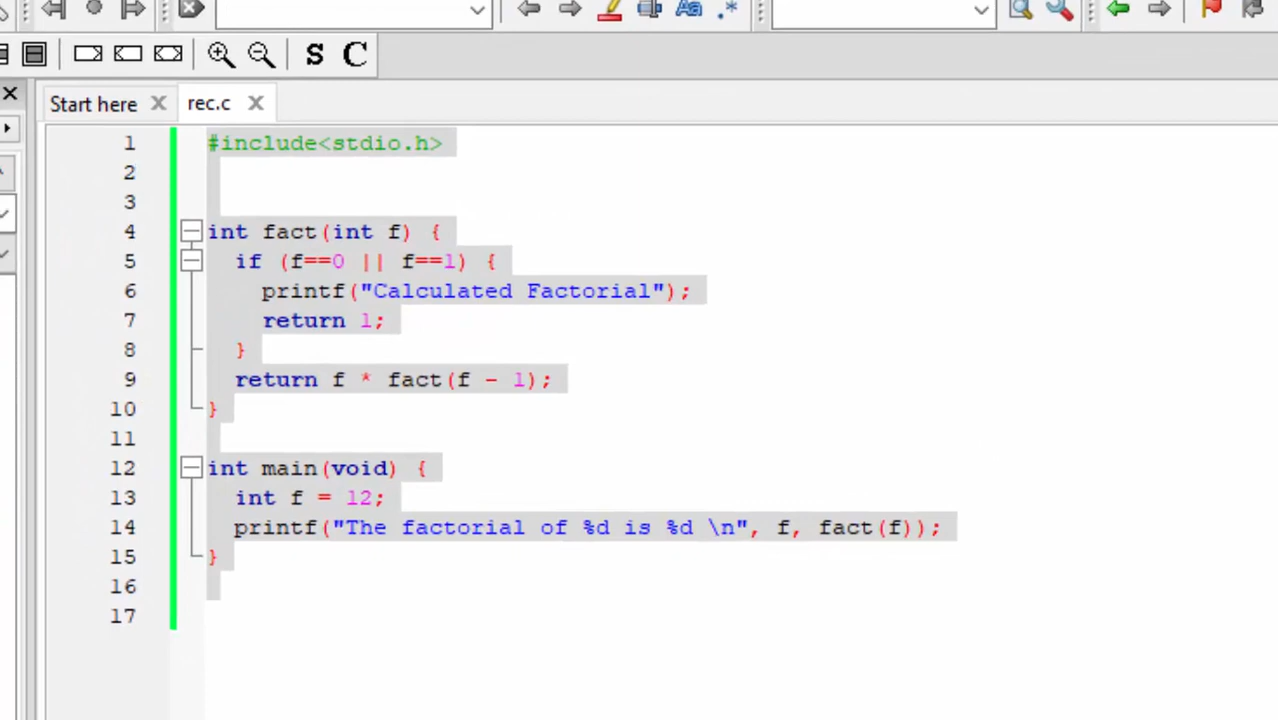 S C
Start here
rec.c
1 #include<stdio.h>
2
3
4 int fact(int f) {
5   if (f==0 || f==1) {
6     printf("Calculated Factorial");
7     return 1;
8   }
9   return f * fact(f - 1);
10 }
11
12 int main(void) {
13   int f = 12;
14   printf("The factorial of %d is %d \n", f, fact(f));
15 }
16
17